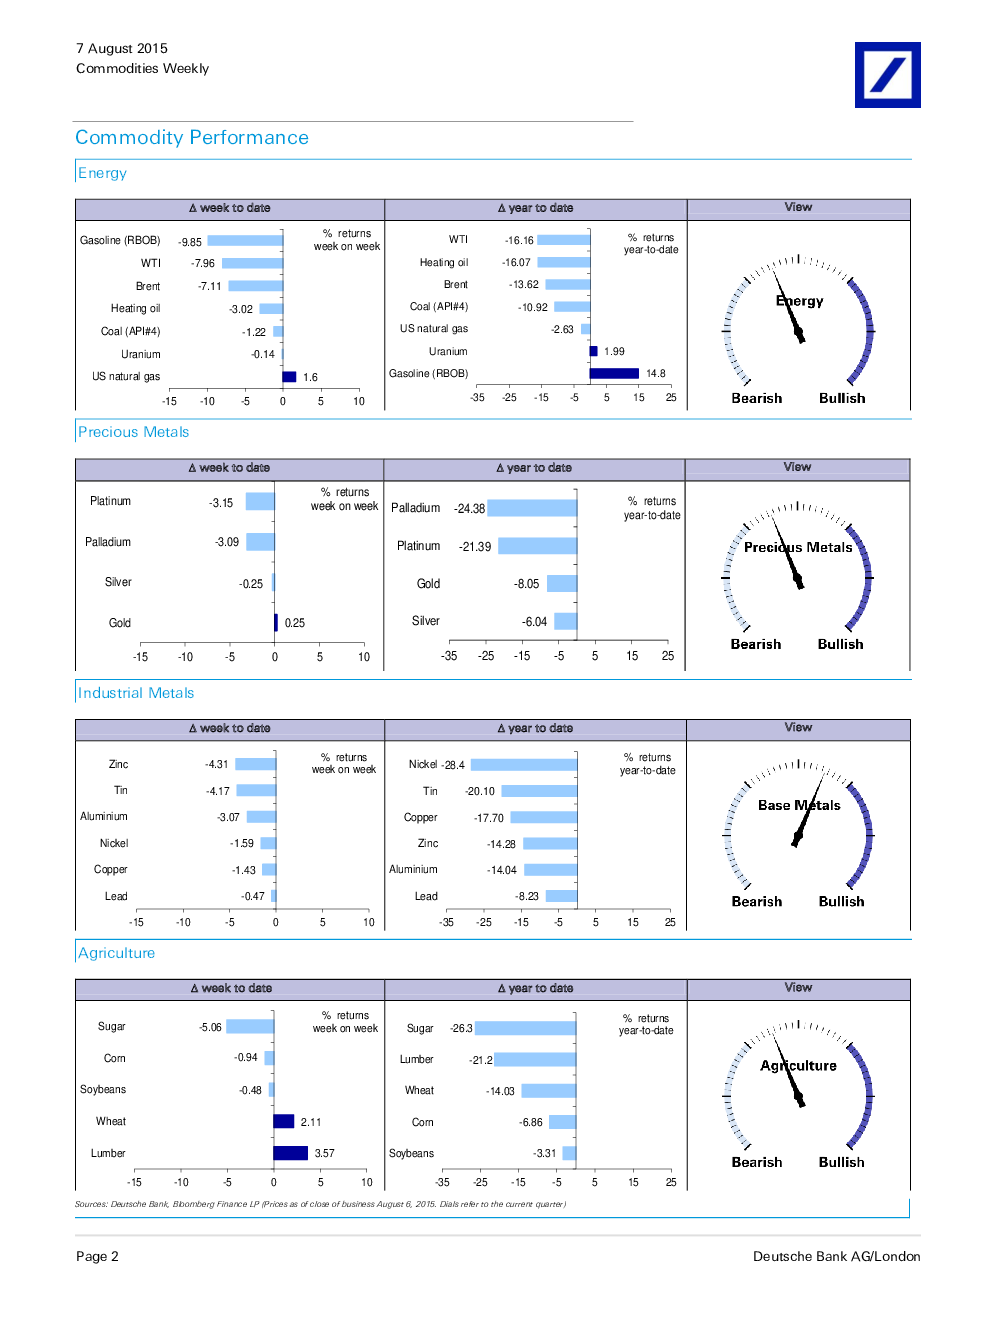 7 August 2015
Commodities Weekly
Commodity Performance
Energy
Δ week to date
Δ year to date
View
% returns
week on week
Gasoline (RBOB) -9.85
WTI -7.96
Brent -7.11
Heating oil -3.02
Coal (API#4) -1.22
Uranium -0.14
US natural gas 1.6
-15 -10 -5 0 5 10
% returns
year-to-date
WTI -16.16
Heating oil -16.07
Brent -13.62
Coal (API#4) -10.92
US natural gas -2.63
Uranium 1.99
Gasoline (RBOB) 14.8
-35 -25 -15 -5 5 15 25
Energy
Bearish Bullish
Precious Metals
Δ week to date
Δ year to date
View
% returns
week on week
Platinum -3.15
Palladium -3.09
Silver -0.25
Gold 0.25
-15 -10 -5 0 5 10
% returns
year-to-date
Palladium -24.38
Platinum -21.39
Gold -8.05
Silver -6.04
-35 -25 -15 -5 5 15 25
Precious Metals
Bearish Bullish
Industrial Metals
Δ week to date
Δ year to date
View
% returns
week on week
Zinc -4.31
Tin -4.17
Aluminium -3.07
Nickel -1.59
Copper -1.43
Lead -0.47
-15 -10 -5 0 5 10
% returns
year-to-date
Nickel -28.4
Tin -20.10
Copper -17.70
Zinc -14.28
Aluminium -14.04
Lead -8.23
-35 -25 -15 -5 5 15 25
Base Metals
Bearish Bullish
Agriculture
Δ week to date
Δ year to date
View
% returns
week on week
Sugar -5.06
Corn -0.94
Soybeans -0.48
Wheat 2.11
Lumber 3.57
-15 -10 -5 0 5 10
% returns
year-to-date
Sugar -26.3
Lumber -21.2
Wheat -14.03
Corn -6.86
Soybeans -3.31
-35 -25 -15 -5 5 15 25
Agriculture
Bearish Bullish
Sources: Deutsche Bank, Bloomberg Finance LP (Prices as of close of business August 6, 2015. Dials refer to the current quarter)
Page 2
Deutsche Bank AG/London